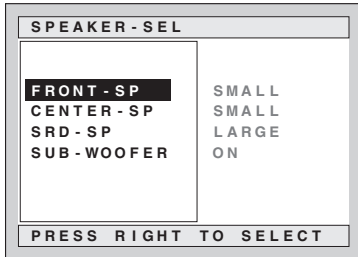 SPEAKER-SEL
FRONT-SP SMALL
CENTER-SP SMALL
SRD-SP LARGE
SUB-WOOFER ON
PRESS RIGHT TO SELECT